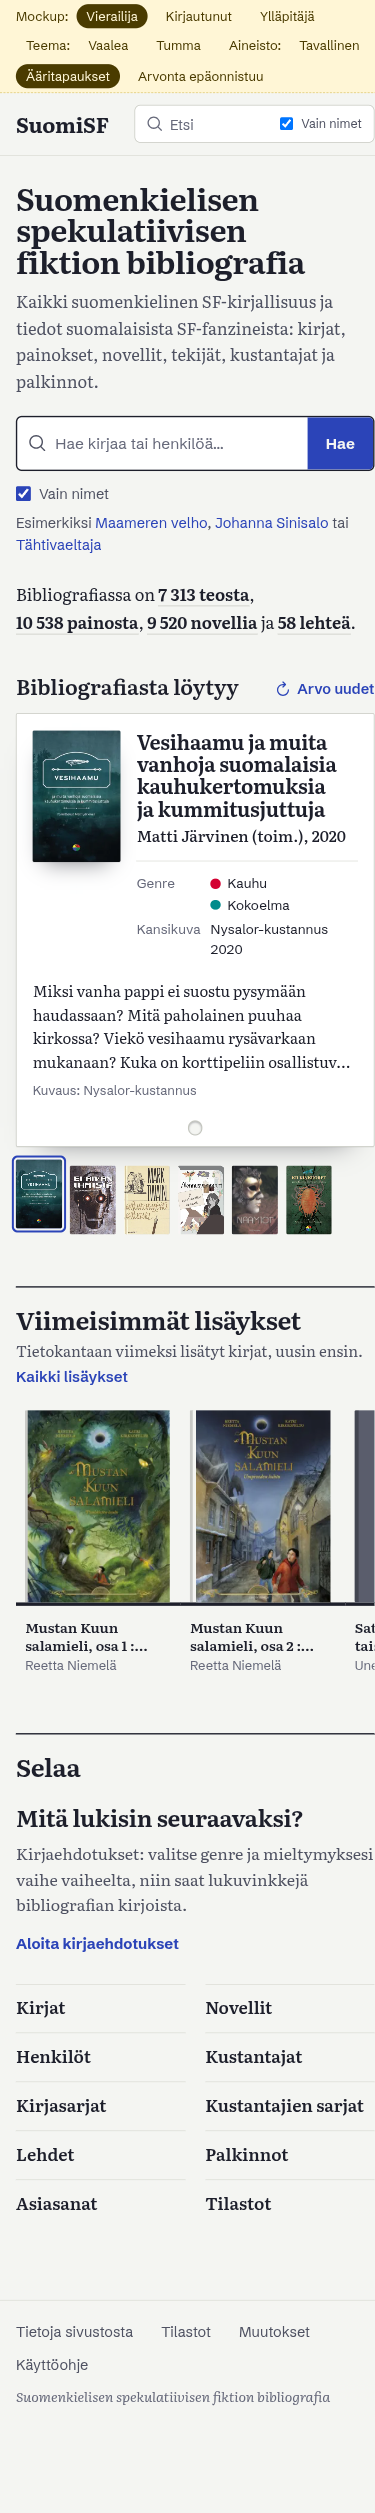 Mockup: Vierailija Kirjautunut Ylläpitäjä
Teema: Vaalea Tumma Aineisto: Tavallinen
Ääritapaukset Arvonta epäonnistuu
SuomiSF Etsi Vain nimet
Suomenkielisen
spekulatiivisen
fiktion bibliografia
Kaikki suomenkielinen SF-kirjallisuus ja
tiedot suomalaisista SF-fanzineista: kirjat,
painokset, novellit, tekijät, kustantajat ja
palkinnot.
Hae kirjaa tai henkilöä... Hae
Vain nimet
Esimerkiksi Maameren velho, Johanna Sinisalo tai
Tähtivaeltaja
Bibliografiassa on 7 313 teosta,
10 538 painosta, 9 520 novellia ja 58 lehteä.
Bibliografiasta löytyy Arvo uudet
VESIHAAMU
Vesihaamu ja muita
vanhoja suomalaisia
kauhukertomuksia
ja kummitusjuttuja
Matti Järvinen (toim.), 2020
Genre Kauhu
Kokoelma
Kansikuva Nysalor-kustannus
2020
Miksi vanha pappi ei suostu pysymään
haudassaan? Mitä paholainen puuhaa
kirkossa? Viekö vesihaamu rysävarkaan
mukanaan? Kuka on korttipeliin osallistuv...
Kuvaus: Nysalor-kustannus
Viimeisimmät lisäykset
Tietokantaan viimeksi lisätyt kirjat, uusin ensin.
Kaikki lisäykset
MUSTAN
KUUN
SALAMIELI
MUSTAN
KUUN
SALAMIELI
Mustan Kuun
salamieli, osa 1 :...
Reetta Niemelä
Mustan Kuun
salamieli, osa 2 :...
Reetta Niemelä
Selaa
Mitä lukisin seuraavaksi?
Kirjaehdotukset: valitse genre ja mieltymyksesi
vaihe vaiheelta, niin saat lukuvinkkejä
bibliografian kirjoista.
Aloita kirjaehdotukset
Kirjat Novellit
Henkilöt Kustantajat
Kirjasarjat Kustantajien sarjat
Lehdet Palkinnot
Asiasanat Tilastot
Tietoja sivustosta Tilastot Muutokset
Käyttöohje
Suomenkielisen spekulatiivisen fiktion bibliografia